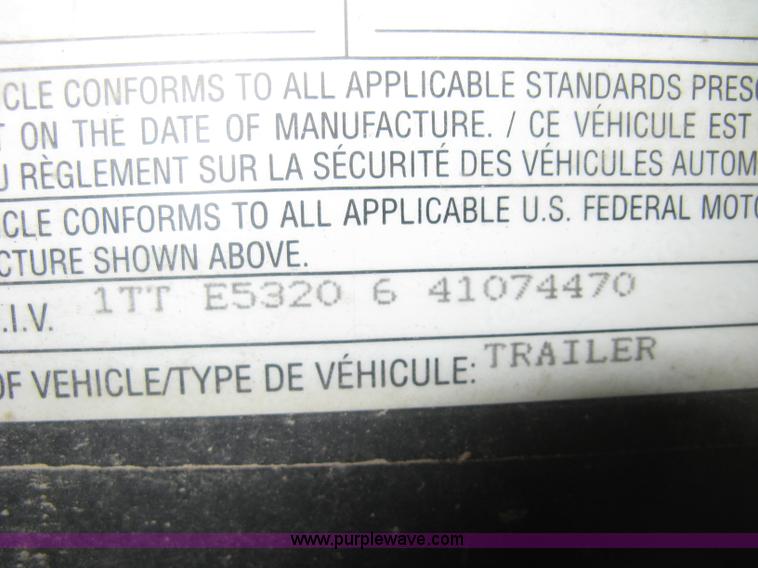 CLE CONFORMS TO ALL APPLICABLE STANDARDS
ON THE DATE OF MANUFACTURE. / CE VÉHICULE EST
RÈGLEMENT SUR LA SÉCURITÉ DES VÉHICULES AUTOM
CLE CONFORMS TO ALL APPLICABLE U.S. FEDERAL MOTO
CTURE SHOWN ABOVE.
.I.V. 1TT E5320 6 41074470
OF VEHICLE/TYPE DE VÉHICULE: TRAILER
www.purplewave.com